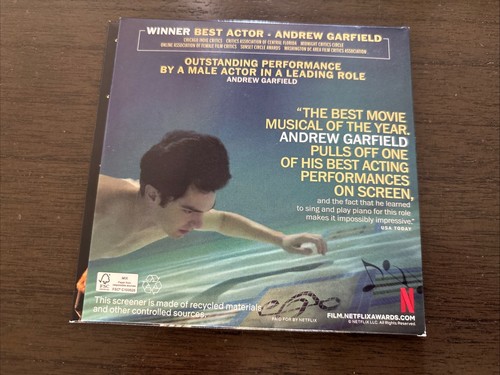 WINNER BEST ACTOR - ANDREW GARFIELD
CHICAGO INDIE CRITICS CRITICS ASSOCIATION OF CENTRAL FLORIDA MIDNIGHT CRITICS CIRCLE
ONLINE ASSOCIATION OF FEMALE FILM CRITICS SUNSET CIRCLE AWARDS WASHINGTON DC AREA FILM CRITICS ASSOCIATION
OUTSTANDING PERFORMANCE
BY A MALE ACTOR IN A LEADING ROLE
ANDREW GARFIELD
“THE BEST MOVIE
MUSICAL OF THE YEAR.
ANDREW GARFIELD
PULLS OFF ONE
OF HIS BEST ACTING
PERFORMANCES
ON SCREEN,
and the fact that he learned
to sing and play piano for this role
makes it impossibly impressive.”
USA TODAY
FSC
MIX
This screener is made of recycled materials
and other controlled sources.
PAID FOR BY NETFLIX
N
FILM.NETFLIXAWARDS.COM
© NETFLIX LLC. All Rights Reserved.